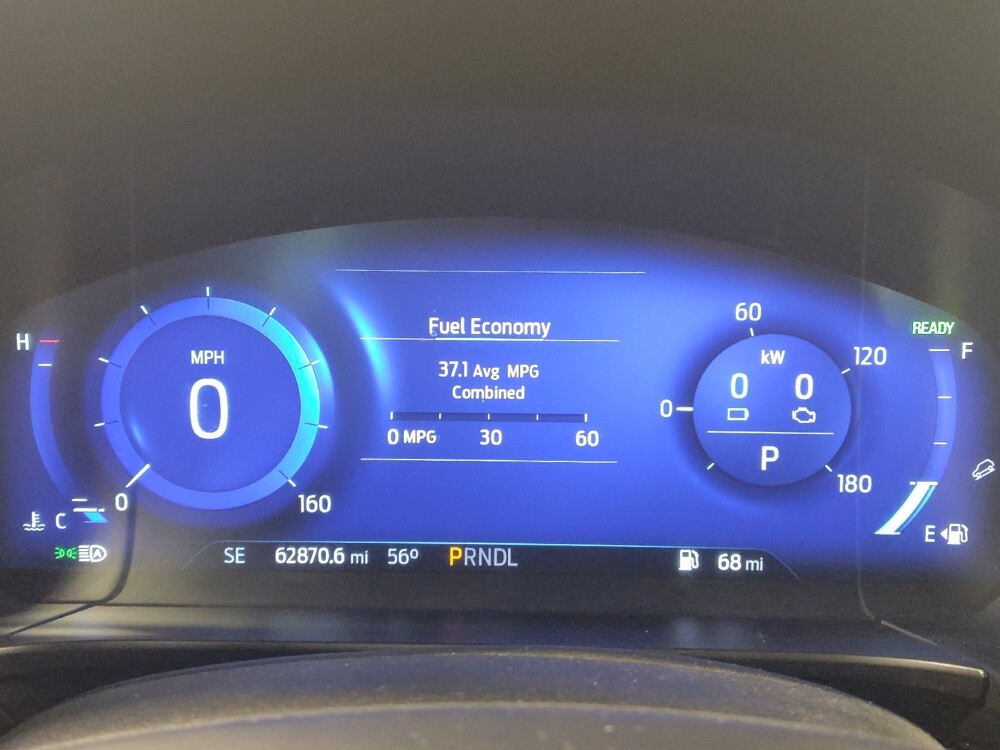 READY
H
F
MPH
0
0
160
Fuel Economy
37.1 Avg MPG
Combined
0 MPG 30 60
60
kW
120
0 0
0
P
180
C
E
A
SE 62870.6 mi 56° PRNDL 68 mi